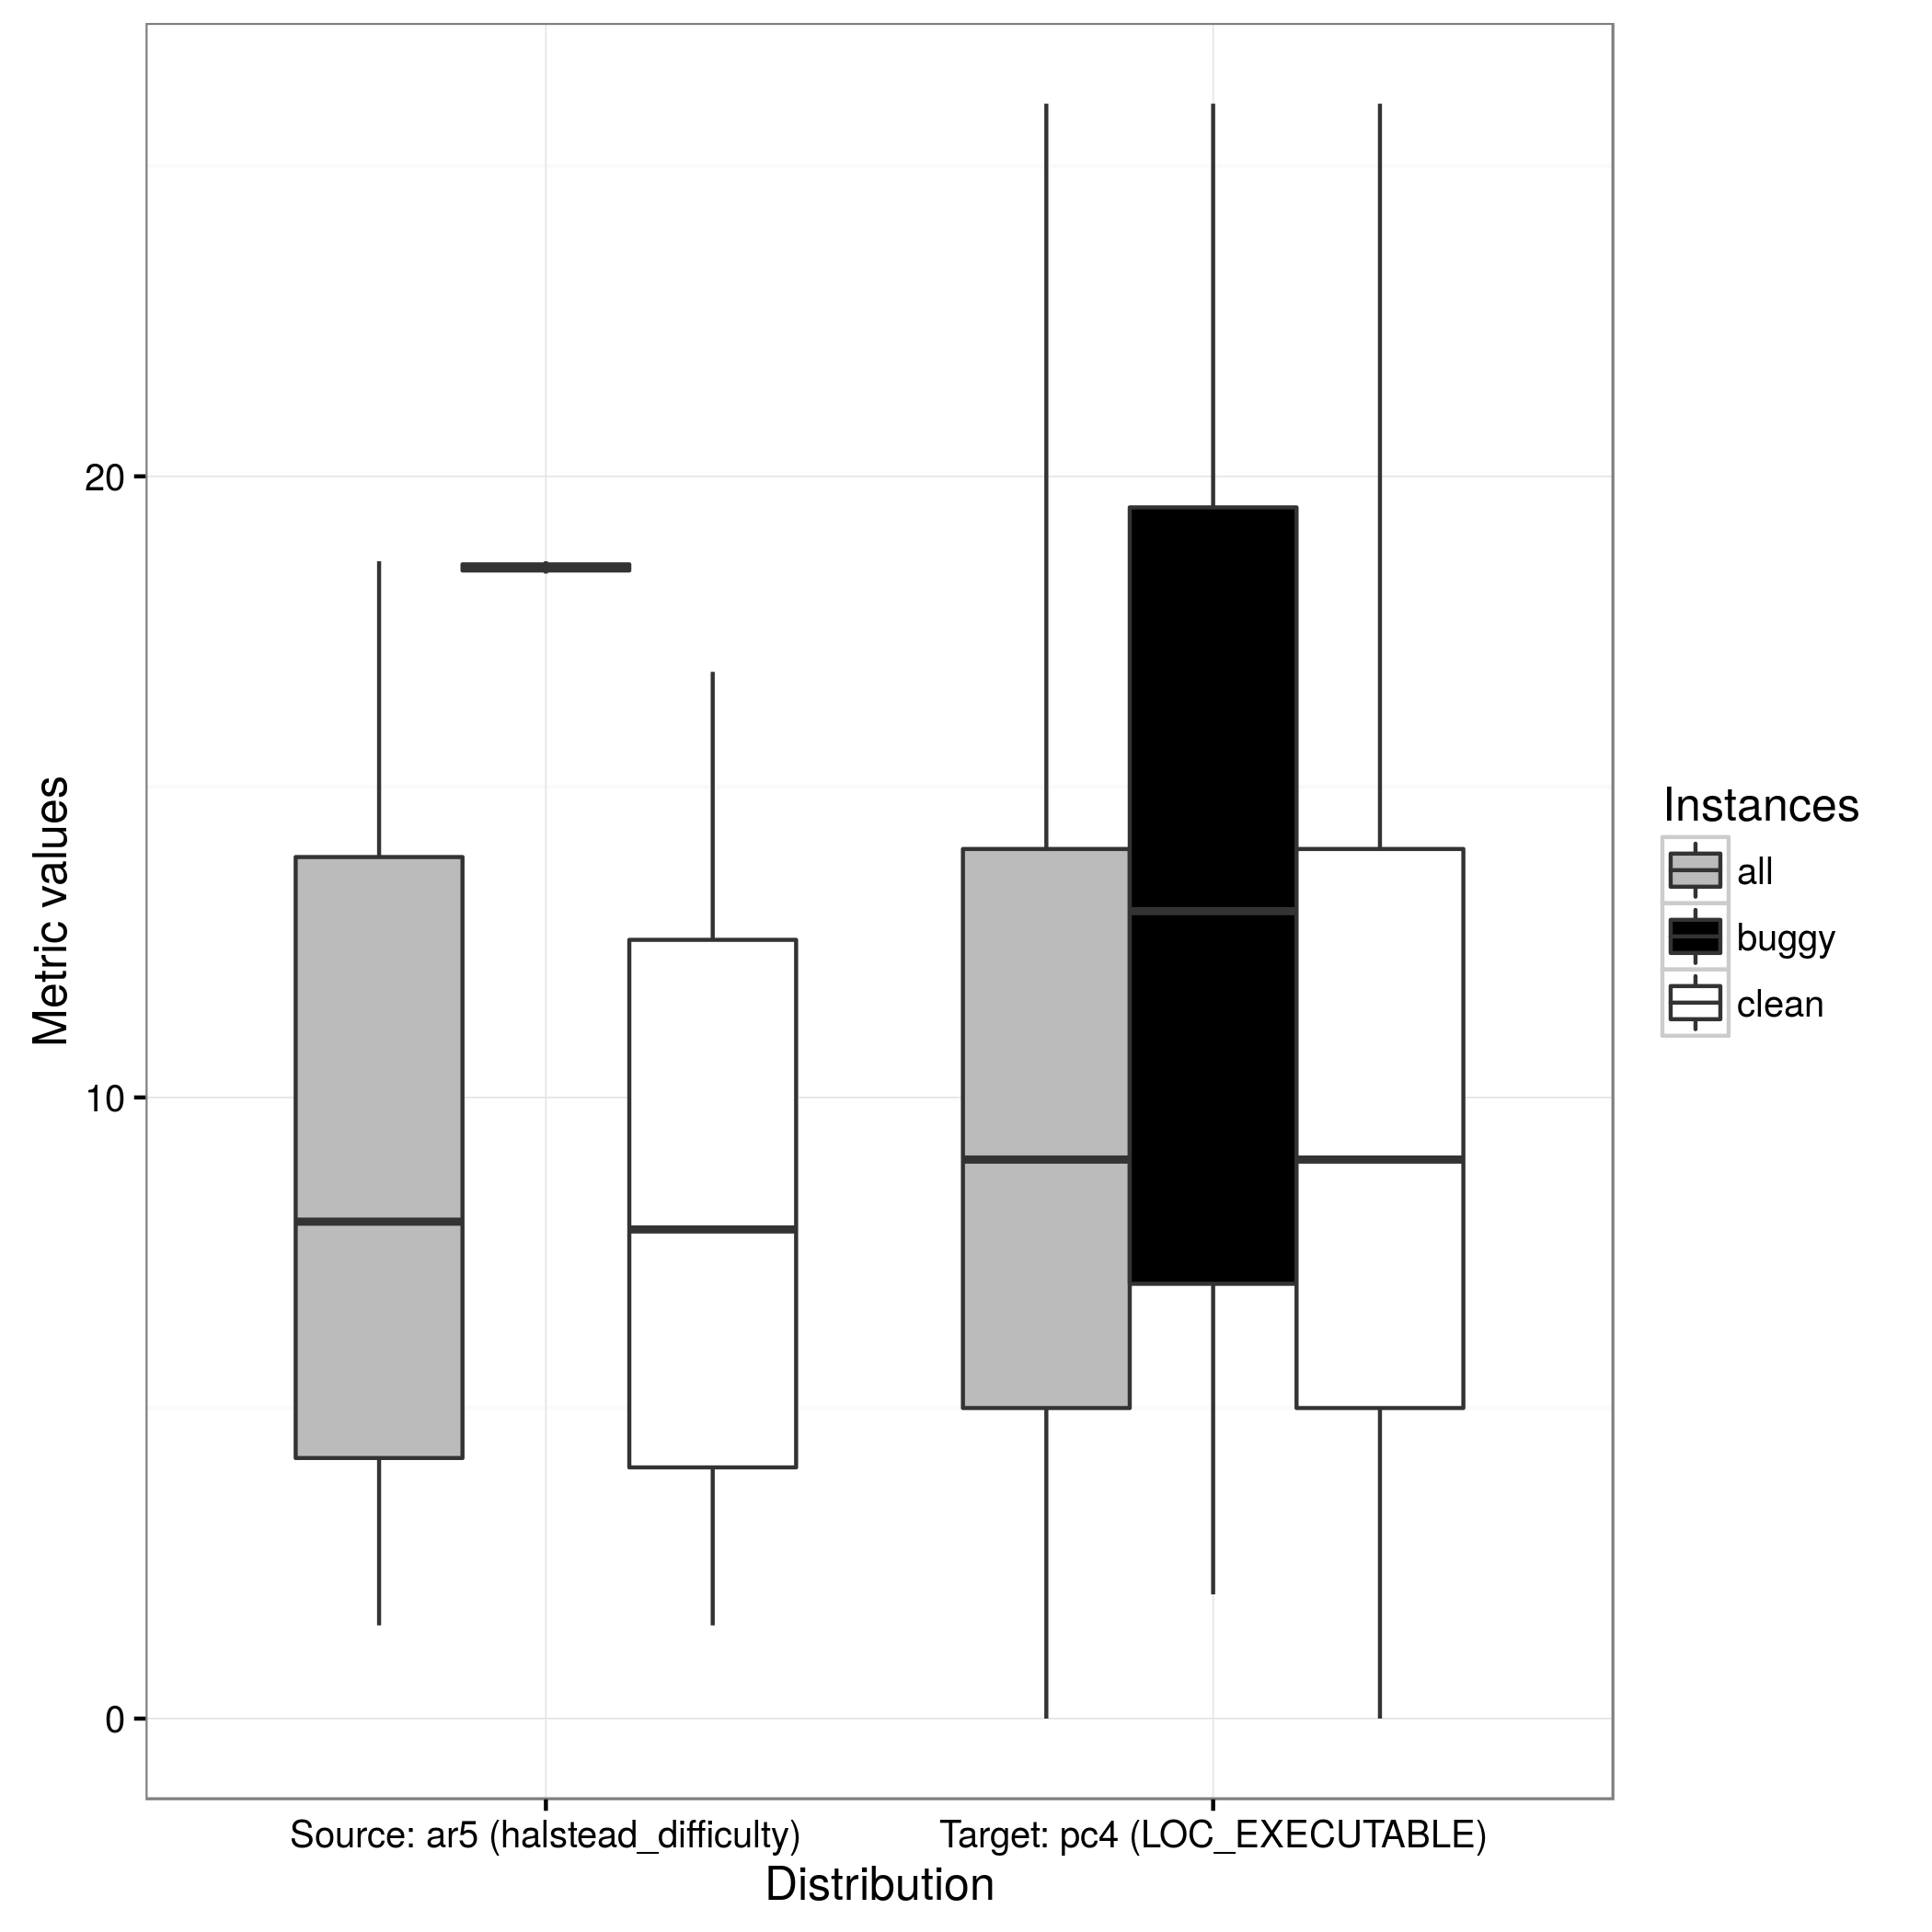 Metric values
20
10
0
Source: ar5 (halstead_difficulty)
Target: pc4 (LOC_EXECUTABLE)
Distribution
Instances
all
buggy
clean